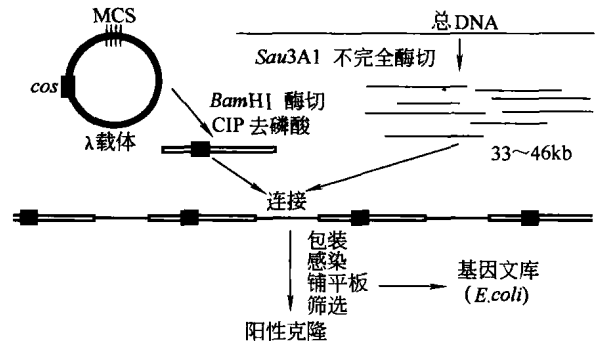 MCS
总DNA
Sau3A1 不完全酶切
cos
BamHI 酶切
CIP 去磷酸
λ载体
33～46kb
连接
包装
感染
铺平板
筛选
基因文库
(E.coli)
阳性克隆